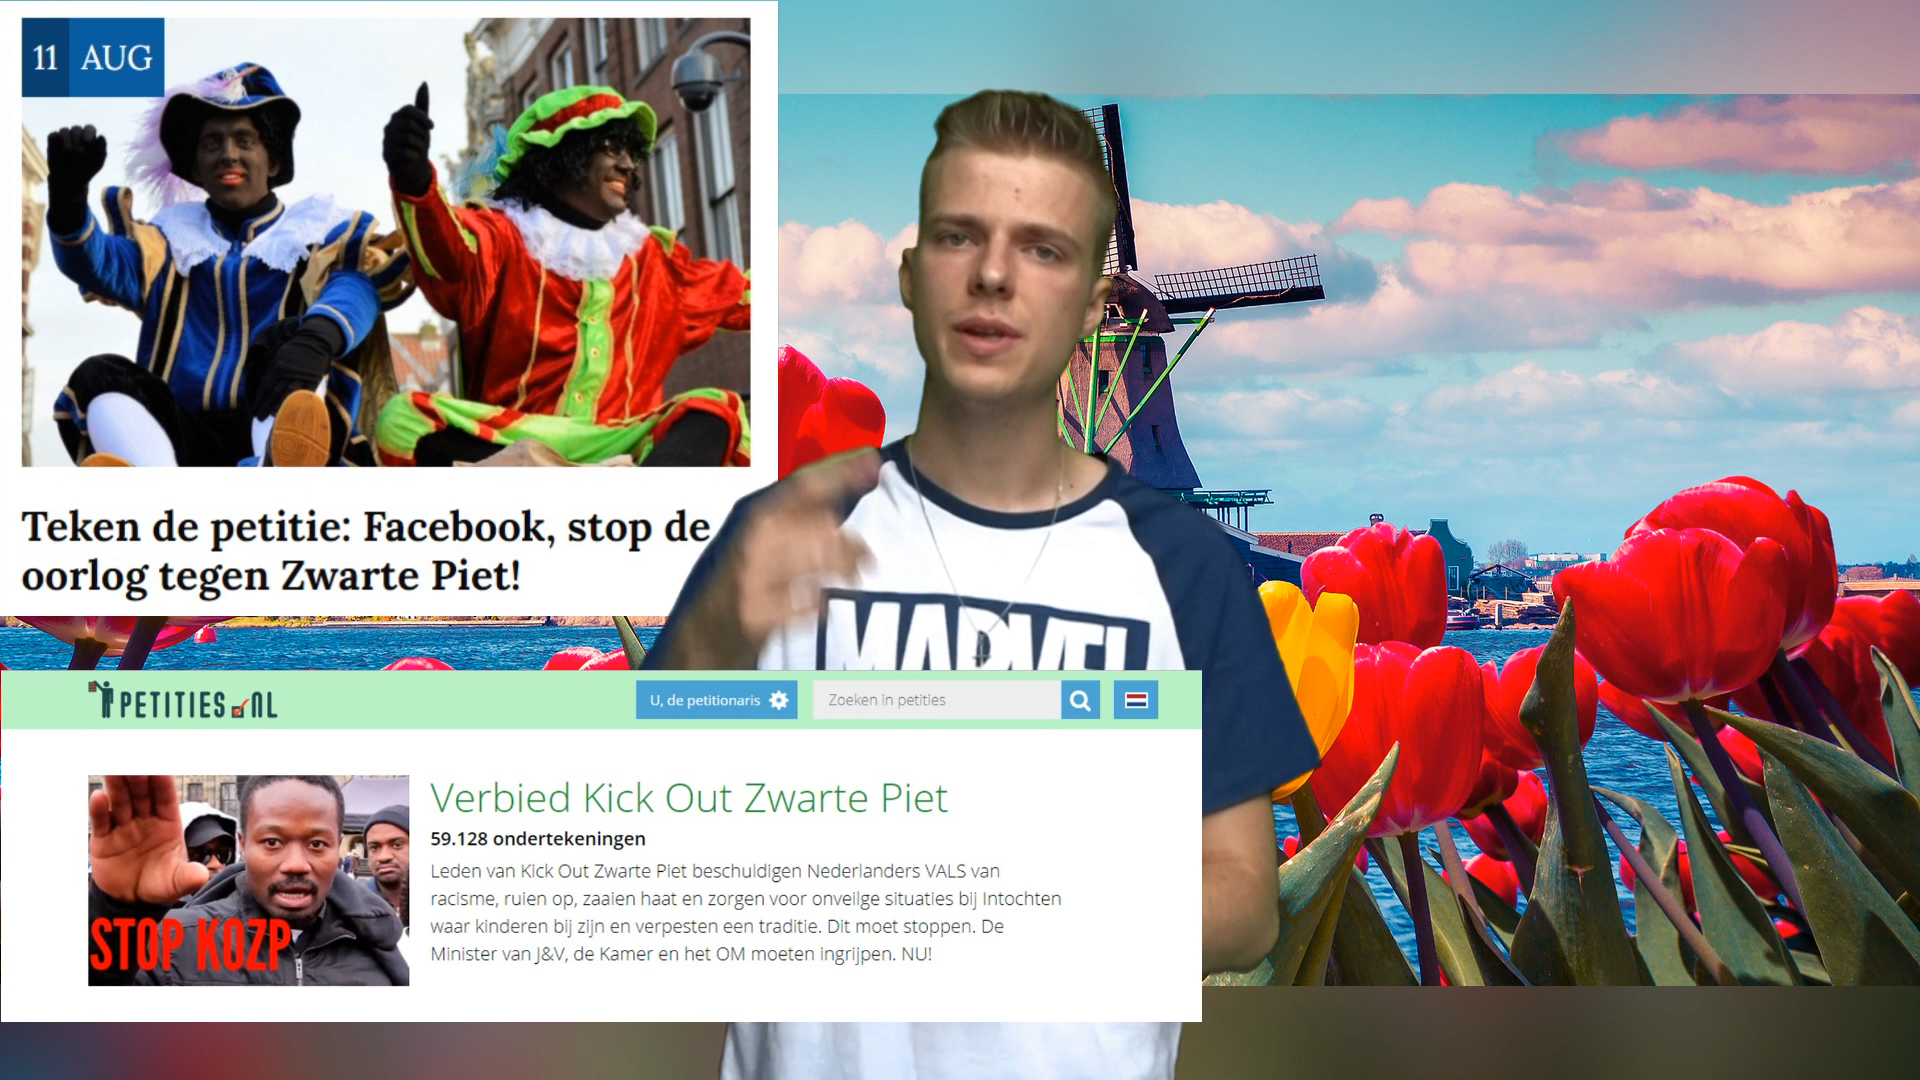 11 AUG
Teken de petitie: Facebook, stop de
oorlog tegen Zwarte Piet!
MARVEL
PETITIES.NL
U, de petitionaris
Zoeken in petities
Verbied Kick Out Zwarte Piet
59.128 ondertekeningen
Leden van Kick Out Zwarte Piet beschuldigen Nederlanders VALS van
racisme, ruien op, zaaien haat en zorgen voor onveilge situaties bij Intochten
waar kinderen bij zijn en verpesten een traditie. Dit moet stoppen. De
Minister van J&V, de Kamer en het OM moeten ingrijpen. NU!
STOP KOZP